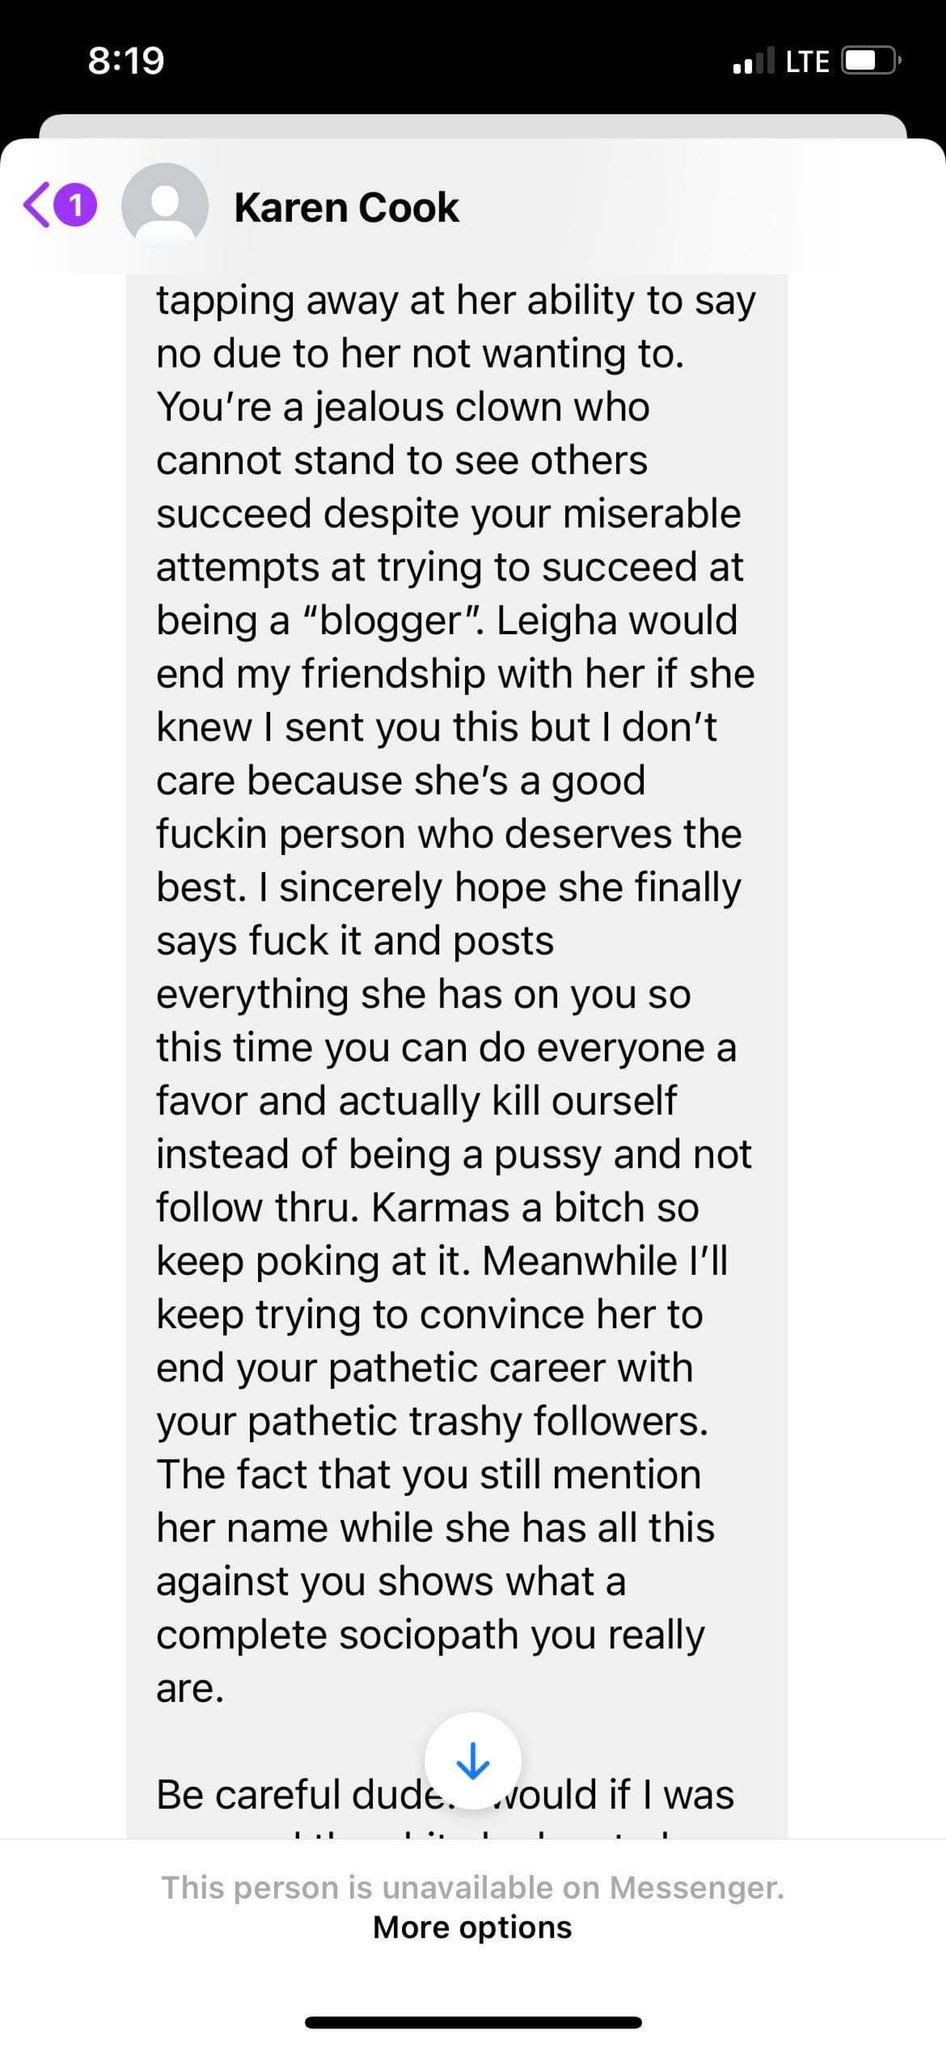 8:19
LTE
1
Karen Cook
tapping away at her ability to say
no due to her not wanting to.
You're a jealous clown who
cannot stand to see others
succeed despite your miserable
attempts at trying to succeed at
being a “blogger”. Leigha would
end my friendship with her if she
knew I sent you this but I don't
care because she's a good
fuckin person who deserves the
best. I sincerely hope she finally
says fuck it and posts
everything she has on you so
this time you can do everyone a
favor and actually kill ourself
instead of being a pussy and not
follow thru. Karmas a bitch so
keep poking at it. Meanwhile I'll
keep trying to convince her to
end your pathetic career with
your pathetic trashy followers.
The fact that you still mention
her name while she has all this
against you shows what a
complete sociopath you really
are.
Be careful dude. would if I was
This person is unavailable on Messenger.
More options